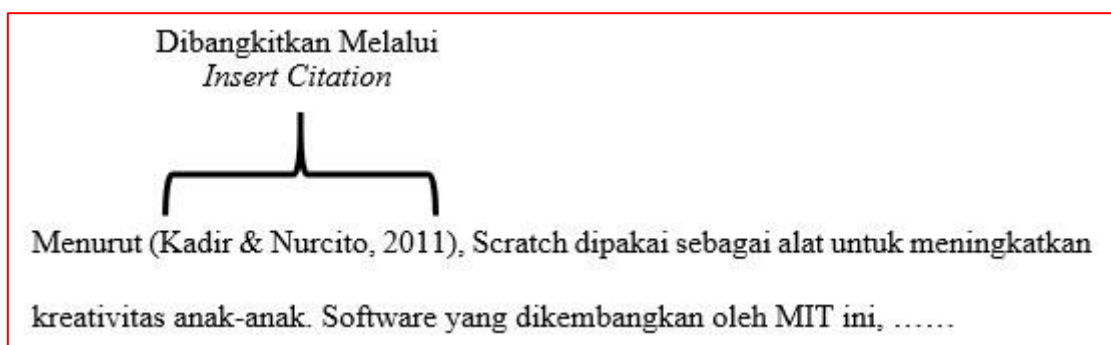 Dibangkitkan Melalui
Insert Citation
Menurut (Kadir & Nurcito, 2011), Scratch dipakai sebagai alat untuk meningkatkan
kreativitas anak-anak. Software yang dikembangkan oleh MIT ini, ……